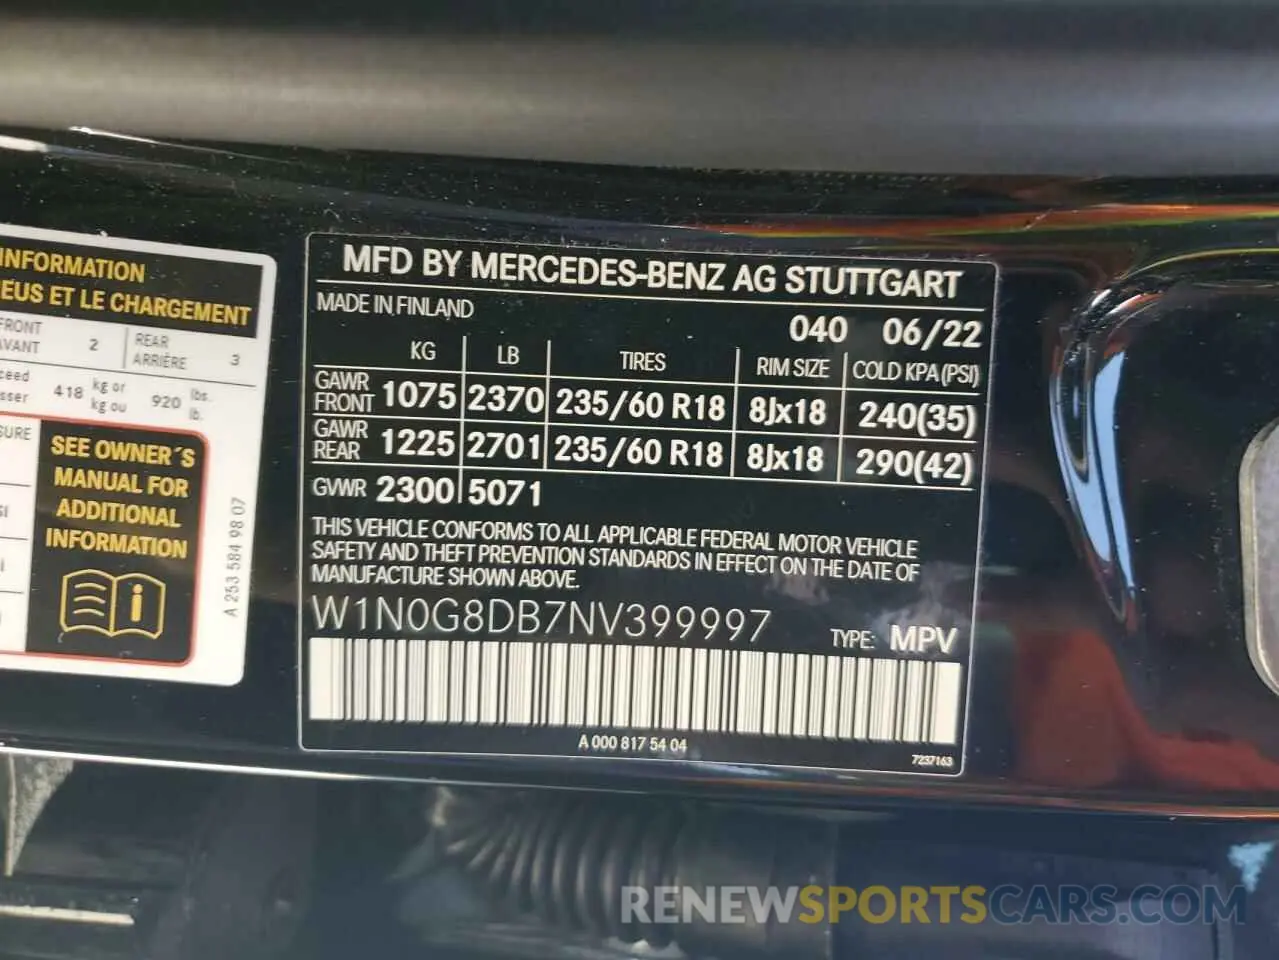 INFORMATION
EUS ET LE CHARGEMENT
FRONT
AVANT 2 REAR
ARRIÈRE 3
418 kg or
kg ou 920 lbs.
lb.
SEE OWNER´S
MANUAL FOR
ADDITIONAL
INFORMATION
A 253 584 98 07
MFD BY MERCEDES-BENZ AG STUTTGART
MADE IN FINLAND
040 06/22
KG LB TIRES RIM SIZE COLD KPA (PSI)
GAWR
FRONT 1075 2370 235/60 R18 8Jx18 240(35)
GAWR
REAR 1225 2701 235/60 R18 8Jx18 290(42)
GVWR 2300 5071
THIS VEHICLE CONFORMS TO ALL APPLICABLE FEDERAL MOTOR VEHICLE
SAFETY AND THEFT PREVENTION STANDARDS IN EFFECT ON THE DATE OF
MANUFACTURE SHOWN ABOVE.
W1N0G8DB7NV399997
TYPE: MPV
A 000 817 54 04
7237163
RENEWSPORTSCARS.COM